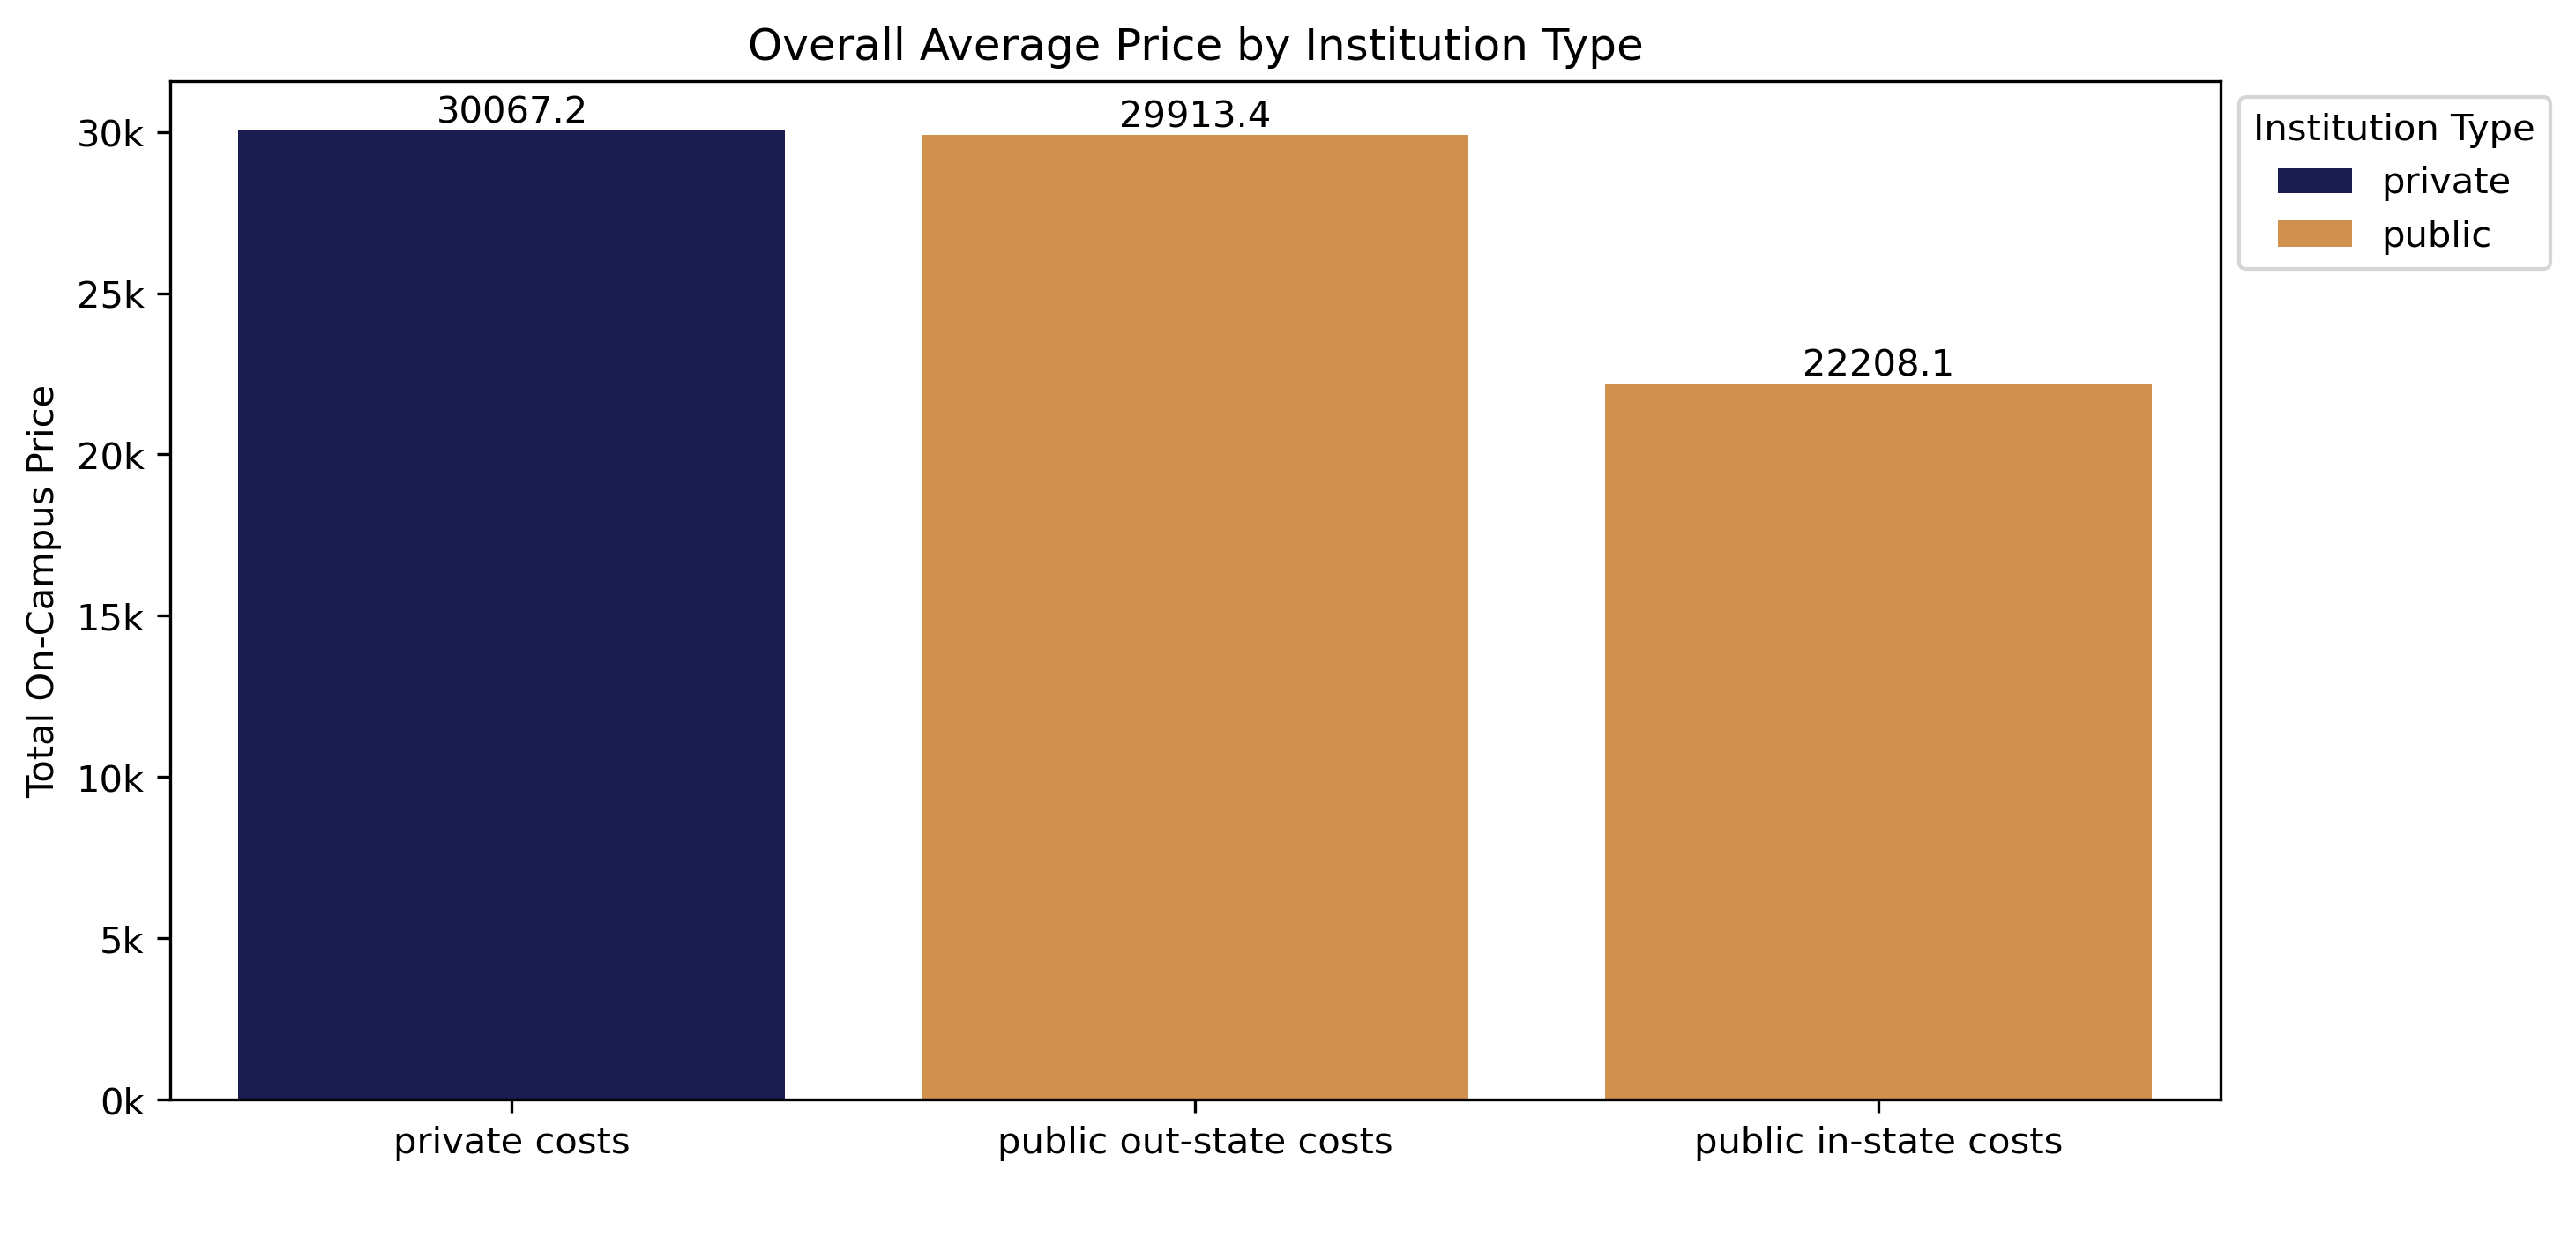 Overall Average Price by Institution Type
Total On-Campus Price
30k
25k
20k
15k
10k
5k
0k
30067.2
29913.4
22208.1
private costs
public out-state costs
public in-state costs
Institution Type
private
public